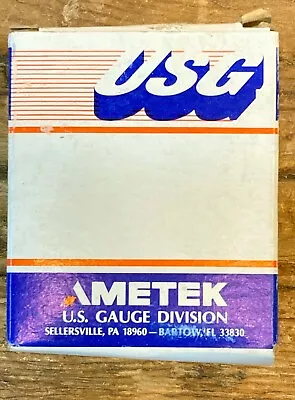 USG
AMETEK
U.S. GAUGE DIVISION
SELLERSVILLE, PA 18960 — BARTOW, FL 33830